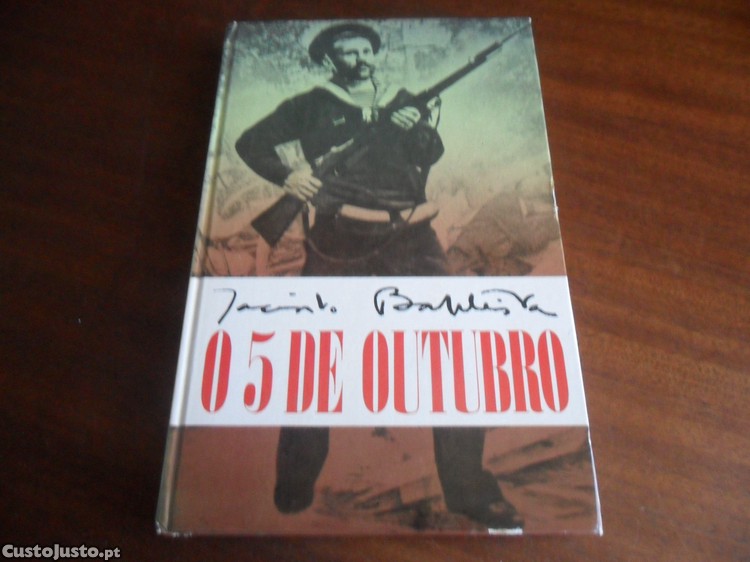 Jacinto Baptista
O 5 DE OUTUBRO
CustoJusto.pt